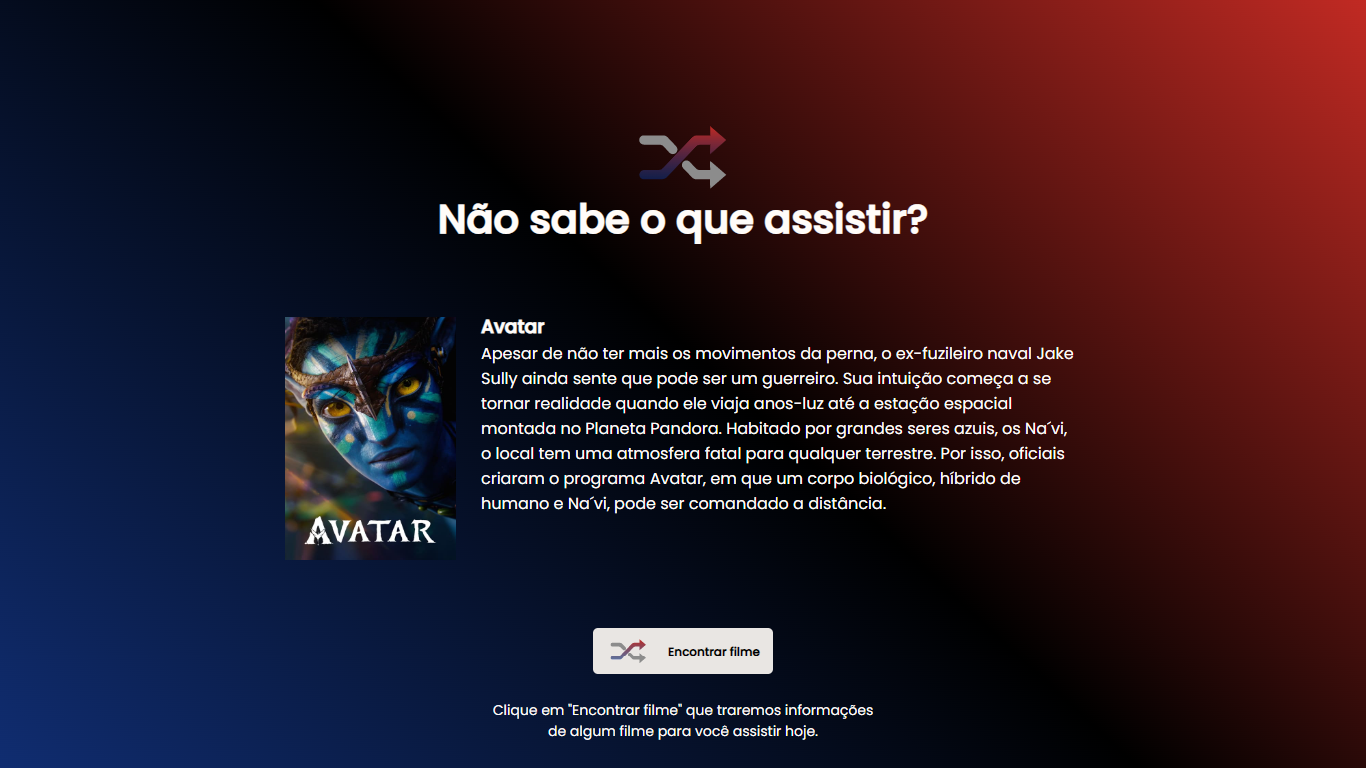 Não sabe o que assistir?
Avatar
Apesar de não ter mais os movimentos da perna, o ex-fuzileiro naval Jake
Sully ainda sente que pode ser um guerreiro. Sua intuição começa a se
tornar realidade quando ele viaja anos-luz até a estação espacial
montada no Planeta Pandora. Habitado por grandes seres azuis, os Na´vi,
o local tem uma atmosfera fatal para qualquer terrestre. Por isso, oficiais
criaram o programa Avatar, em que um corpo biológico, híbrido de
humano e Na´vi, pode ser comandado a distância.
AVATAR
Encontrar filme
Clique em "Encontrar filme" que traremos informações
de algum filme para você assistir hoje.